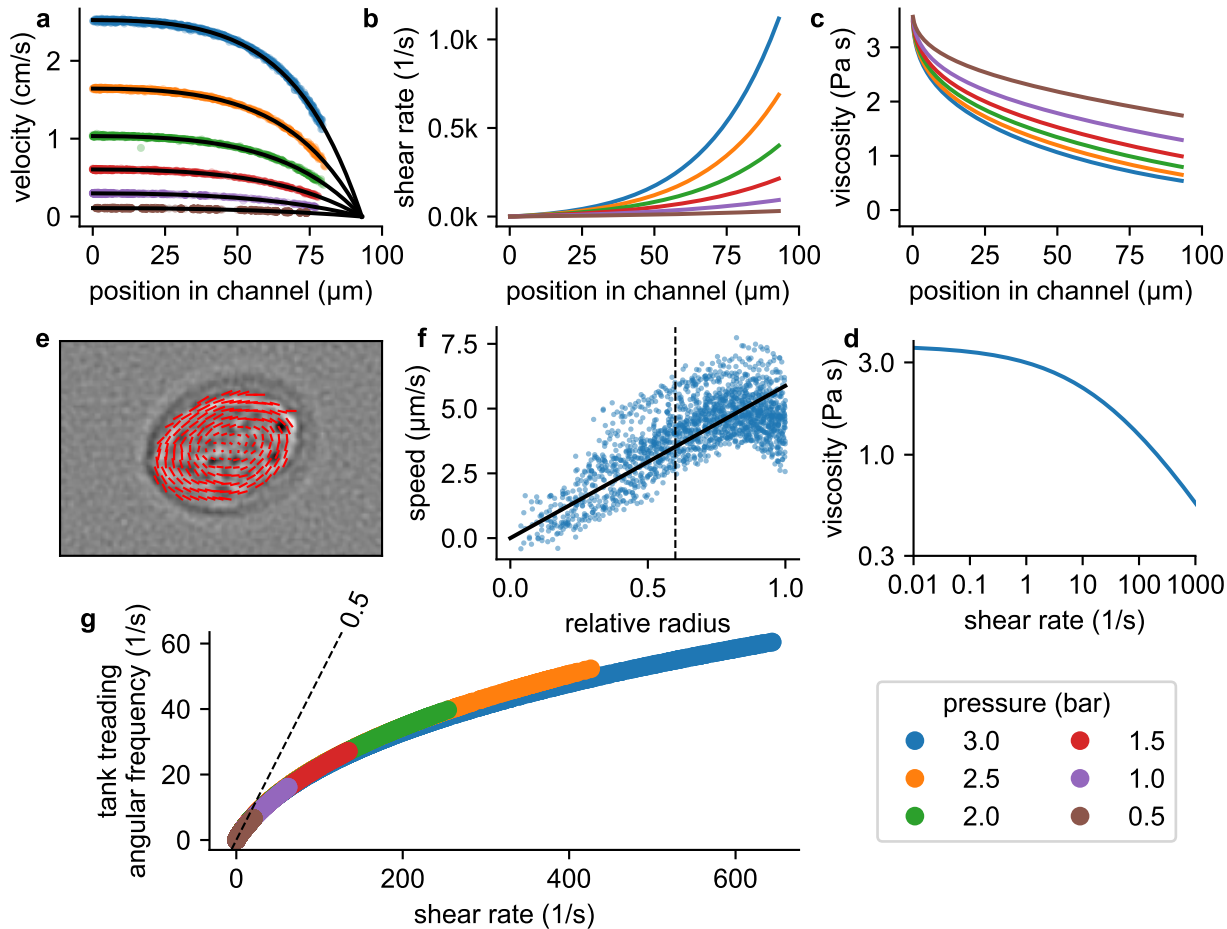 a
velocity (cm/s)
2
1
0
0
25
50
75
100
position in channel (µm)
b
shear rate (1/s)
1.0k
0.5k
0.0k
0
25
50
75
100
position in channel (µm)
c
viscosity (Pa s)
3
2
1
0
0
25
50
75
100
position in channel (µm)
e
f
speed (µm/s)
7.5
5.0
2.5
0.0
0.0
0.5
1.0
relative radius
d
viscosity (Pa s)
3.0
1.0
0.3
0.01
0.1
1
10
100
1000
shear rate (1/s)
g
tank treading
angular frequency (1/s)
60
40
20
0
0.5
0
200
400
600
shear rate (1/s)
pressure (bar)
3.0
2.5
2.0
1.5
1.0
0.5